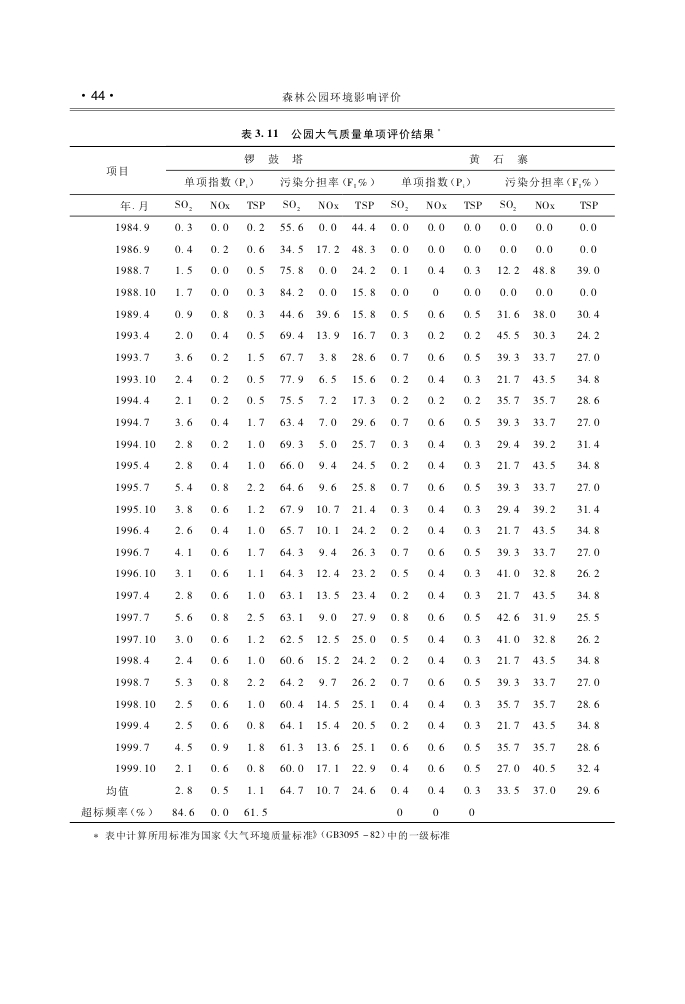 · 44 · 森林公园环境影响评价
表 3. 11 公园大气质量单项评价结果 *
项目 锣 鼓 塔 黄 石 寨
单项指数(Pi) 污染分担率(Fi%) 单项指数(Pi) 污染分担率(Fi%)
年. 月 SO2 NOx TSP SO2 NOx TSP SO2 NOx TSP SO2 NOx TSP
1984. 9 0. 3 0. 0 0. 2 55. 6 0. 0 44. 4 0. 0 0. 0 0. 0 0. 0 0. 0 0. 0
1986. 9 0. 4 0. 2 0. 6 34. 5 17. 2 48. 3 0. 0 0. 0 0. 0 0. 0 0. 0 0. 0
1988. 7 1. 5 0. 0 0. 5 75. 8 0. 0 24. 2 0. 1 0. 4 0. 3 12. 2 48. 8 39. 0
1988. 10 1. 7 0. 0 0. 3 84. 2 0. 0 15. 8 0. 0 0 0. 0 0. 0 0. 0 0. 0
1989. 4 0. 9 0. 8 0. 3 44. 6 39. 6 15. 8 0. 5 0. 6 0. 5 31. 6 38. 0 30. 4
1993. 4 2. 0 0. 4 0. 5 69. 4 13. 9 16. 7 0. 3 0. 2 0. 2 45. 5 30. 3 24. 2
1993. 7 3. 6 0. 2 1. 5 67. 7 3. 8 28. 6 0. 7 0. 6 0. 5 39. 3 33. 7 27. 0
1993. 10 2. 4 0. 2 0. 5 77. 9 6. 5 15. 6 0. 2 0. 4 0. 3 21. 7 43. 5 34. 8
1994. 4 2. 1 0. 2 0. 5 75. 5 7. 2 17. 3 0. 2 0. 2 0. 2 35. 7 35. 7 28. 6
1994. 7 3. 6 0. 4 1. 7 63. 4 7. 0 29. 6 0. 7 0. 6 0. 5 39. 3 33. 7 27. 0
1994. 10 2. 8 0. 2 1. 0 69. 3 5. 0 25. 7 0. 3 0. 4 0. 3 29. 4 39. 2 31. 4
1995. 4 2. 8 0. 4 1. 0 66. 0 9. 4 24. 5 0. 2 0. 4 0. 3 21. 7 43. 5 34. 8
1995. 7 5. 4 0. 8 2. 2 64. 6 9. 6 25. 8 0. 7 0. 6 0. 5 39. 3 33. 7 27. 0
1995. 10 3. 8 0. 6 1. 2 67. 9 10. 7 21. 4 0. 3 0. 4 0. 3 29. 4 39. 2 31. 4
1996. 4 2. 6 0. 4 1. 0 65. 7 10. 1 24. 2 0. 2 0. 4 0. 3 21. 7 43. 5 34. 8
1996. 7 4. 1 0. 6 1. 7 64. 3 9. 4 26. 3 0. 7 0. 6 0. 5 39. 3 33. 7 27. 0
1996. 10 3. 1 0. 6 1. 1 64. 3 12. 4 23. 2 0. 5 0. 4 0. 3 41. 0 32. 8 26. 2
1997. 4 2. 8 0. 6 1. 0 63. 1 13. 5 23. 4 0. 2 0. 4 0. 3 21. 7 43. 5 34. 8
1997. 7 5. 6 0. 8 2. 5 63. 1 9. 0 27. 9 0. 8 0. 6 0. 5 42. 6 31. 9 25. 5
1997. 10 3. 0 0. 6 1. 2 62. 5 12. 5 25. 0 0. 5 0. 4 0. 3 41. 0 32. 8 26. 2
1998. 4 2. 4 0. 6 1. 0 60. 6 15. 2 24. 2 0. 2 0. 4 0. 3 21. 7 43. 5 34. 8
1998. 7 5. 3 0. 8 2. 2 64. 2 9. 7 26. 2 0. 7 0. 6 0. 5 39. 3 33. 7 27. 0
1998. 10 2. 5 0. 6 1. 0 60. 4 14. 5 25. 1 0. 4 0. 4 0. 3 35. 7 35. 7 28. 6
1999. 4 2. 5 0. 6 0. 8 64. 1 15. 4 20. 5 0. 2 0. 4 0. 3 21. 7 43. 5 34. 8
1999. 7 4. 5 0. 9 1. 8 61. 3 13. 6 25. 1 0. 6 0. 6 0. 5 35. 7 35. 7 28. 6
1999. 10 2. 1 0. 6 0. 8 60. 0 17. 1 22. 9 0. 4 0. 6 0. 5 27. 0 40. 5 32. 4
均值 2. 8 0. 5 1. 1 64. 7 10. 7 24. 6 0. 4 0. 4 0. 3 33. 5 37. 0 29. 6
超标频率(%) 84. 6 0. 0 61. 5 0 0 0
* 表中计算所用标准为国家《大气环境质量标准》(GB3095 - 82)中的一级标准